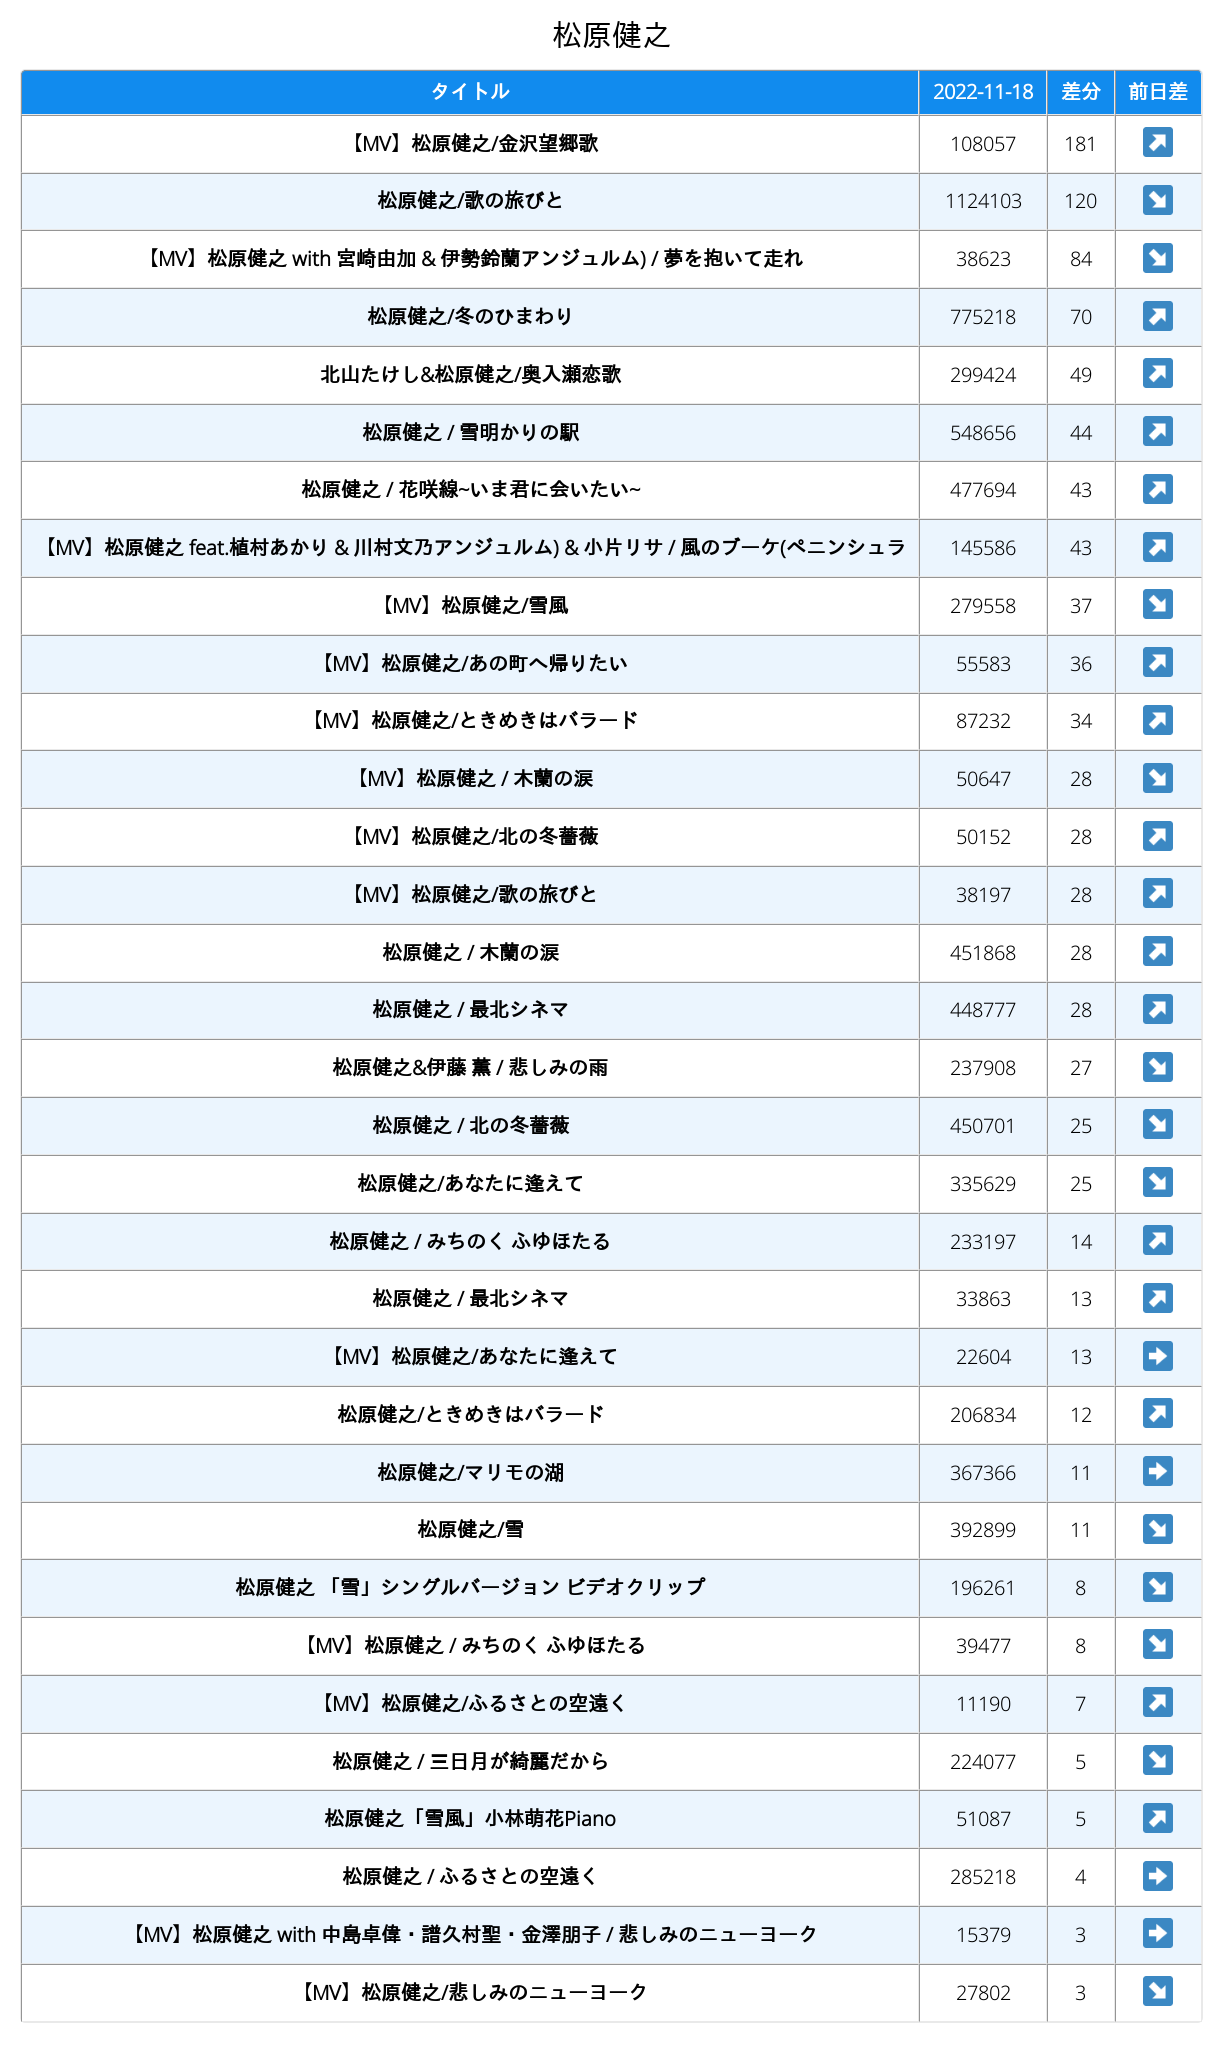 松原健之
タイトル 2022-11-18 差分 前日差
【MV】松原健之/金沢望郷歌 108057 181
松原健之/歌の旅びと 1124103 120
【MV】松原健之 with 宮崎由加 & 伊勢鈴蘭アンジュルム) / 夢を抱いて走れ 38623 84
松原健之/冬のひまわり 775218 70
北山たけし&松原健之/奥入瀬恋歌 299424 49
松原健之 / 雪明かりの駅 548656 44
松原健之 / 花咲線~いま君に会いたい~ 477694 43
【MV】松原健之 feat.植村あかり & 川村文乃アンジュルム) & 小片リサ / 風のブーケ(ペニンシュラ 145586 43
【MV】松原健之/雪風 279558 37
【MV】松原健之/あの町へ帰りたい 55583 36
【MV】松原健之/ときめきはバラード 87232 34
【MV】松原健之 / 木蘭の涙 50647 28
【MV】松原健之/北の冬薔薇 50152 28
【MV】松原健之/歌の旅びと 38197 28
松原健之 / 木蘭の涙 451868 28
松原健之 / 最北シネマ 448777 28
松原健之&伊藤 薫 / 悲しみの雨 237908 27
松原健之 / 北の冬薔薇 450701 25
松原健之/あなたに逢えて 335629 25
松原健之 / みちのく ふゆほたる 233197 14
松原健之 / 最北シネマ 33863 13
【MV】松原健之/あなたに逢えて 22604 13
松原健之/ときめきはバラード 206834 12
松原健之/マリモの湖 367366 11
松原健之/雪 392899 11
松原健之 「雪」シングルバージョン ビデオクリップ 196261 8
【MV】松原健之 / みちのく ふゆほたる 39477 8
【MV】松原健之/ふるさとの空遠く 11190 7
松原健之 / 三日月が綺麗だから 224077 5
松原健之「雪風」小林萌花Piano 51087 5
松原健之 / ふるさとの空遠く 285218 4
【MV】松原健之 with 中島卓偉・譜久村聖・金澤朋子 / 悲しみのニューヨーク 15379 3
【MV】松原健之/悲しみのニューヨーク 27802 3